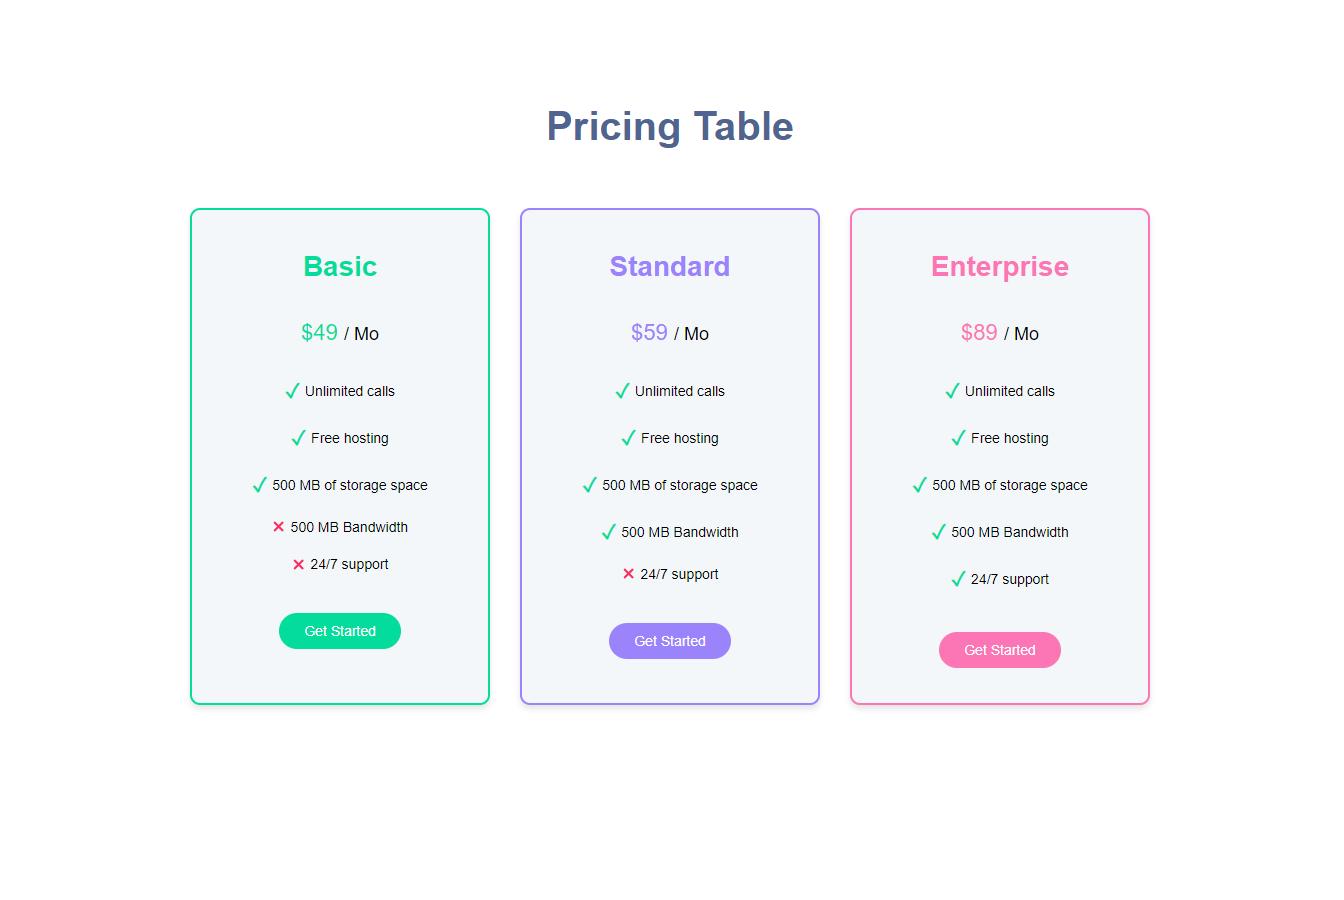 Pricing Table
Basic
$49 / Mo
✓ Unlimited calls
✓ Free hosting
✓ 500 MB of storage space
✕ 500 MB Bandwidth
✕ 24/7 support
Get Started
Standard
$59 / Mo
✓ Unlimited calls
✓ Free hosting
✓ 500 MB of storage space
✓ 500 MB Bandwidth
✕ 24/7 support
Get Started
Enterprise
$89 / Mo
✓ Unlimited calls
✓ Free hosting
✓ 500 MB of storage space
✓ 500 MB Bandwidth
✓ 24/7 support
Get Started